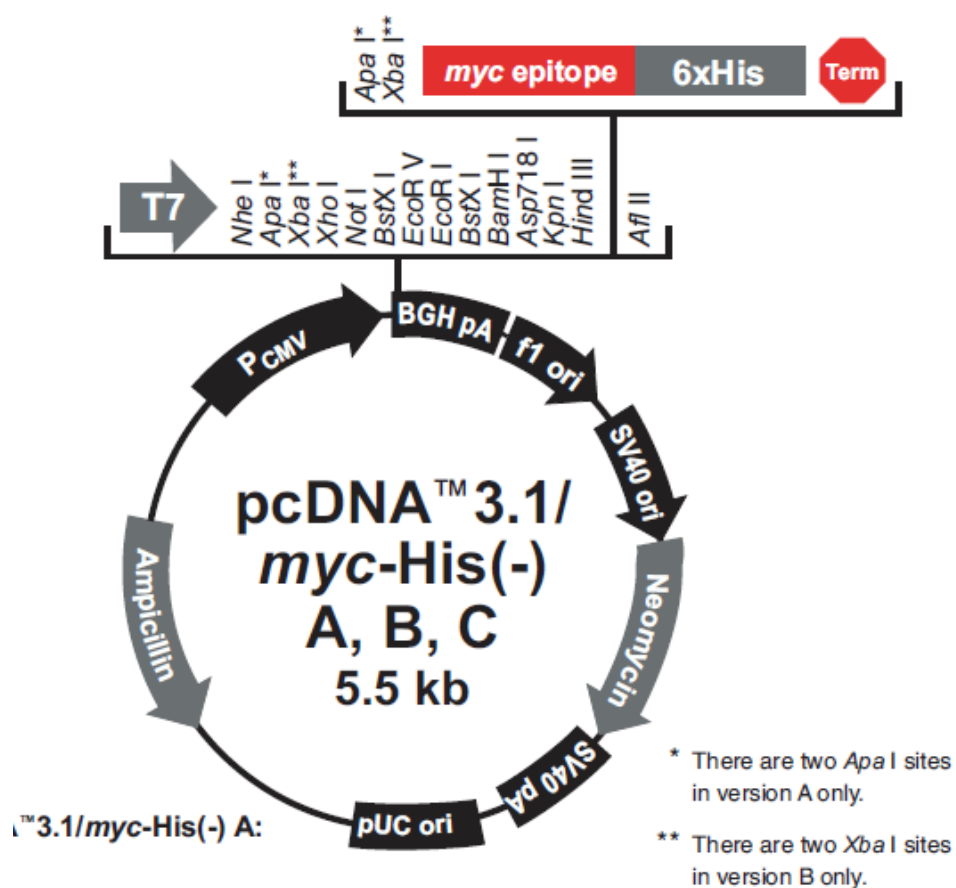 Apa I*
Xba I**
myc epitope
6xHis
Term
T7
Nhe I
Apa I*
Xba I**
Xho I
Not I
BstX I
EcoR V
EcoR I
BstX I
BamH I
Asp718 I
Kpn I
Hind III
Afl II
PCMV
BGH pA
f1 ori
SV40 ori
Neomycin
SV40 pA
pUC ori
Ampicillin
pcDNA™3.1/
myc-His(-)
A, B, C
5.5 kb
* There are two Apa I sites
in version A only.
™3.1/myc-His(-) A:
** There are two Xba I sites
in version B only.